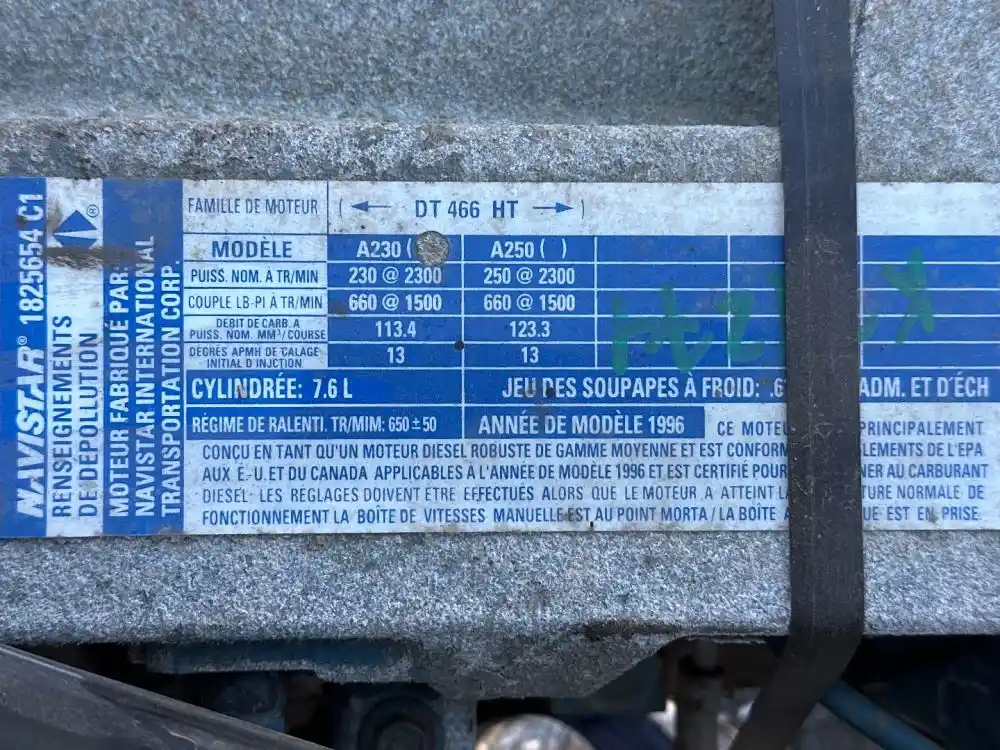 NAVISTAR® 1825654 C1
®
RENSEIGNEMENTS
DE DÉPOLLUTION
MOTEUR FABRIQUÉ PAR:
NAVISTAR INTERNATIONAL
TRANSPORTATION CORP.
FAMILLE DE MOTEUR ( ← DT 466 HT → )
MODÈLE A230 ( A250 ( )
PUISS. NOM. À TR/MIN 230 @ 2300 250 @ 2300
COUPLE LB-PI À TR/MIN 660 @ 1500 660 @ 1500
DÉBIT DE CARB. A
PUISS. NOM. MM³/COURSE 113.4 123.3
DEGRÉS APMH DE CALAGE
INITIAL D'INJCTION 13 13
CYLINDRÉE: 7.6 L JEU DES SOUPAPES À FROID: ADM. ET D'ÉCH
RÉGIME DE RALENTI. TR/MIM: 650 ± 50 ANNÉE DE MODÈLE 1996 CE MOTEU PRINCIPALEMENT
CONÇU EN TANT QU'UN MOTEUR DIESEL ROBUSTE DE GAMME MOYENNE ET EST CONFORM LEMENTS DE L'EPA
AUX É.-U. ET DU CANADA APPLICABLES À L'ANNÉE DE MODÈLE 1996 ET EST CERTIFIÉ POUR NER AU CARBURANT
DIESEL. LES RÉGLAGES DOIVENT ÊTRE EFFECTUÉS ALORS QUE LE MOTEUR A ATTEINT LA TURE NORMALE DE
FONCTIONNEMENT LA BOÎTE DE VITESSES MANUELLE EST AU POINT MORTA / LA BOÎTE A UE EST EN PRISE.